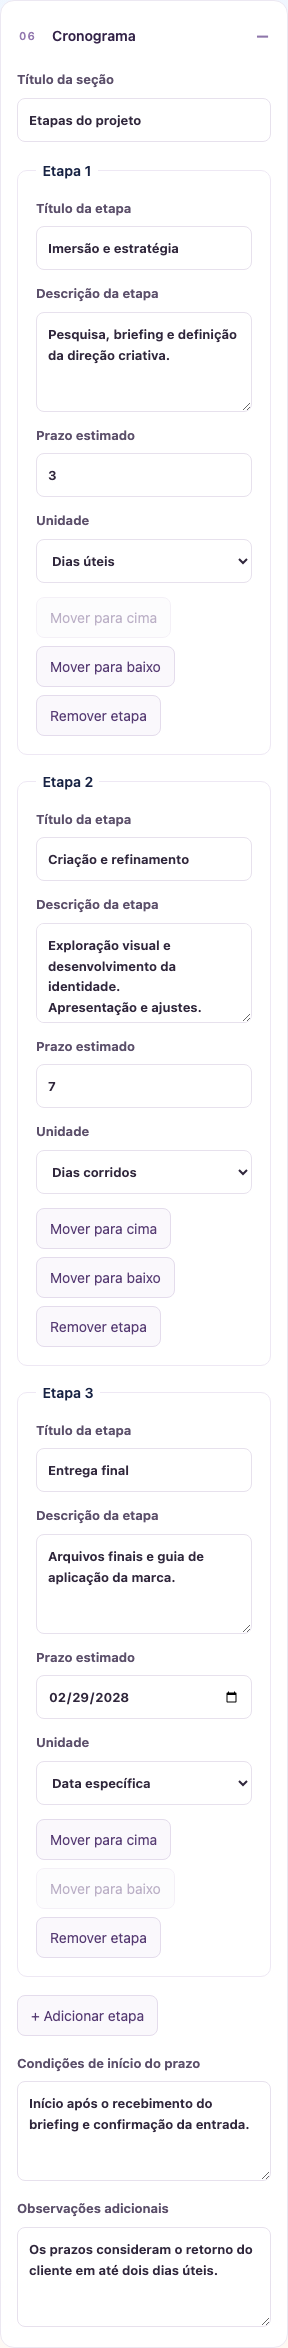 06 Cronograma
Título da seção
Etapas do projeto
Etapa 1
Título da etapa
Imersão e estratégia
Descrição da etapa
Pesquisa, briefing e definição
da direção criativa.
Prazo estimado
3
Unidade
Dias úteis
Mover para cima
Mover para baixo
Remover etapa
Etapa 2
Título da etapa
Criação e refinamento
Descrição da etapa
Exploração visual e
desenvolvimento da
identidade.
Apresentação e ajustes.
Prazo estimado
7
Unidade
Dias corridos
Mover para cima
Mover para baixo
Remover etapa
Etapa 3
Título da etapa
Entrega final
Descrição da etapa
Arquivos finais e guia de
aplicação da marca.
Prazo estimado
02/29/2028
Unidade
Data específica
Mover para cima
Mover para baixo
Remover etapa
+ Adicionar etapa
Condições de início do prazo
Início após o recebimento do
briefing e confirmação da entrada.
Observações adicionais
Os prazos consideram o retorno do
cliente em até dois dias úteis.